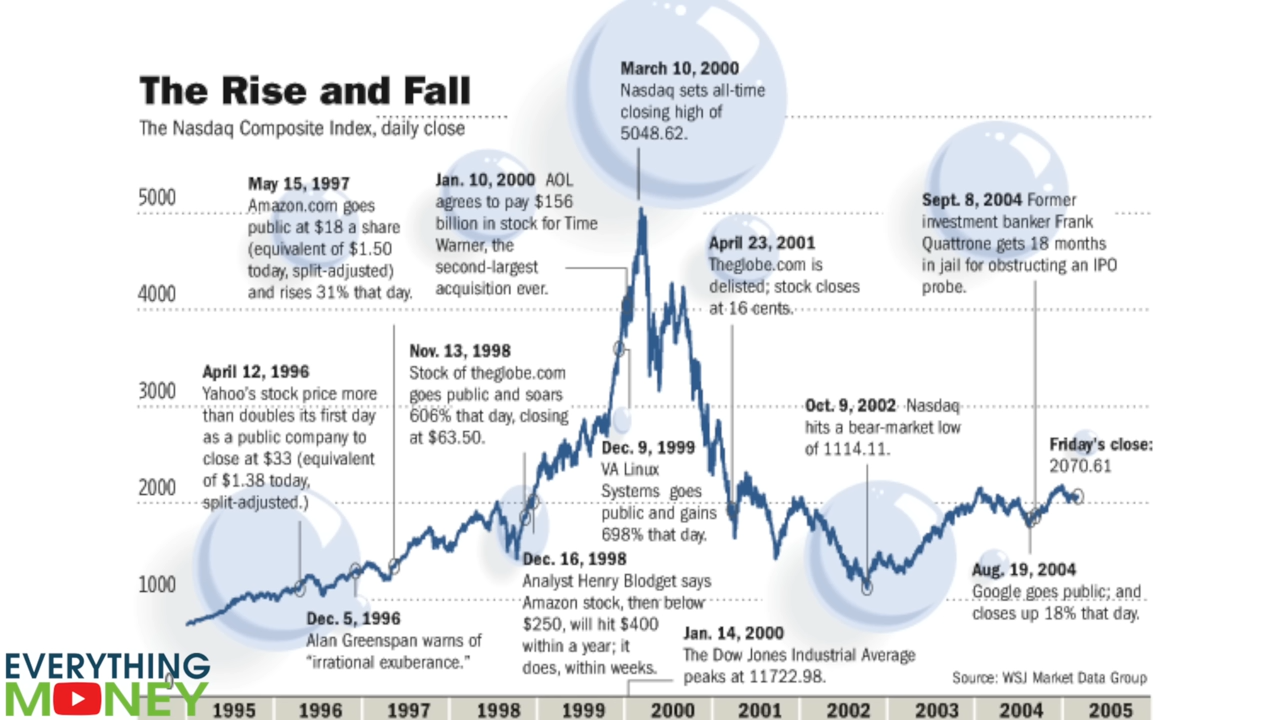 The Rise and Fall
The Nasdaq Composite Index, daily close
March 10, 2000
Nasdaq sets all-time
closing high of
5048.62.
May 15, 1997
Amazon.com goes
public at $18 a share
(equivalent of $1.50
today, split-adjusted)
and rises 31% that day.
Jan. 10, 2000 AOL
agrees to pay $156
billion in stock for Time
Warner, the
second-largest
acquisition ever.
April 23, 2001
Theglobe.com is
delisted; stock closes
at 16 cents.
Sept. 8, 2004 Former
investment banker Frank
Quattrone gets 18 months
in jail for obstructing an IPO
probe.
5000
4000
3000
2000
1000
0
April 12, 1996
Yahoo's stock price more
than doubles its first day
as a public company to
close at $33 (equivalent
of $1.38 today,
split-adjusted.)
Nov. 13, 1998
Stock of theglobe.com
goes public and soars
606% that day, closing
at $63.50.
Dec. 9, 1999
VA Linux
Systems goes
public and gains
698% that day.
Oct. 9, 2002 Nasdaq
hits a bear-market low
of 1114.11.
Friday's close:
2070.61
Dec. 5, 1996
Alan Greenspan warns of
"irrational exuberance."
Dec. 16, 1998
Analyst Henry Blodget says
Amazon stock, then below
$250, will hit $400
within a year; it
does, within weeks.
Jan. 14, 2000
The Dow Jones Industrial Average
peaks at 11722.98.
Aug. 19, 2004
Google goes public; and
closes up 18% that day.
Source: WSJ Market Data Group
1995 1996 1997 1998 1999 2000 2001 2002 2003 2004 2005
EVERYTHING
MONEY